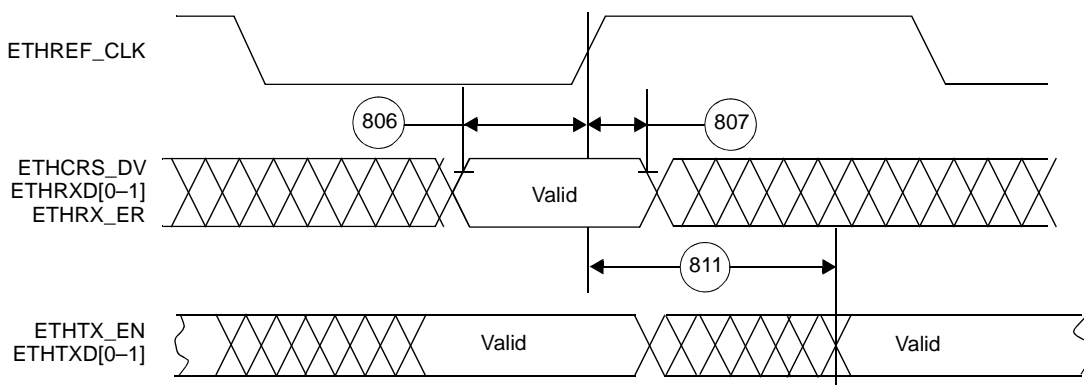 ETHREF_CLK
806
807
ETHCRS_DV
ETHRXD[0–1]
ETHRX_ER
Valid
811
ETHTX_EN
ETHTXD[0–1]
Valid
Valid